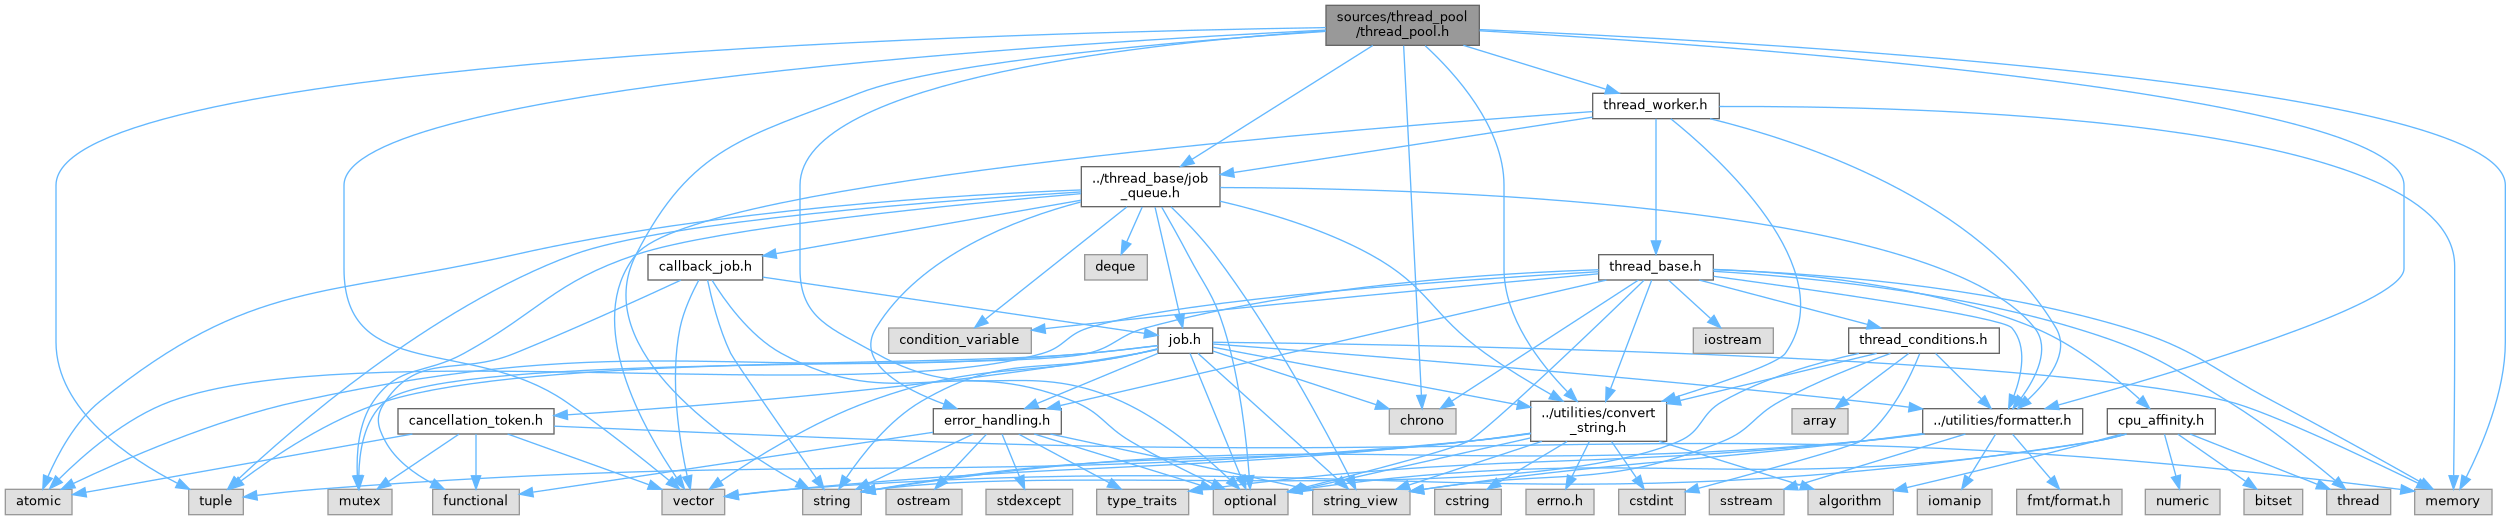 sources/thread_pool
/thread_pool.h
thread_worker.h
../thread_base/job
_queue.h
callback_job.h
deque
thread_base.h
condition_variable
job.h
iostream
thread_conditions.h
cancellation_token.h
error_handling.h
chrono
../utilities/convert
_string.h
array
../utilities/formatter.h
cpu_affinity.h
atomic
tuple
mutex
functional
vector
string
ostream
stdexcept
type_traits
optional
string_view
cstring
errno.h
cstdint
sstream
algorithm
iomanip
fmt/format.h
numeric
bitset
thread
memory